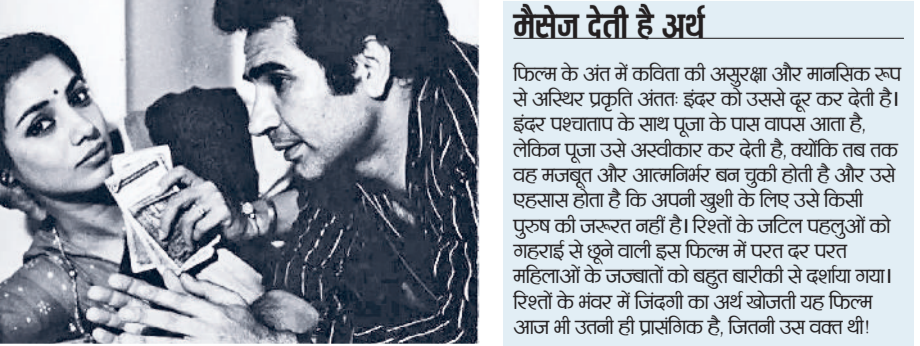 मैसेज देती है अर्थ
फिल्म के अंत में कविता की असुरक्षा और मानसिक रूप
से अस्थिर प्रकृति अंततः इंदर को उससे दूर कर देती है।
इंदर पश्चाताप के साथ पूजा के पास वापस आता है,
लेकिन पूजा उसे अस्वीकार कर देती है, क्योंकि तब तक
वह मजबूत और आत्मनिर्भर बन चुकी होती है और उसे
एहसास होता है कि अपनी खुशी के लिए उसे किसी
पुरुष की जरूरत नहीं है। रिश्तों के जटिल पहलुओं को
गहराई से छूने वाली इस फिल्म में परत दर परत
महिलाओं के जज्बातों को बहुत बारीकी से दर्शाया गया।
रिश्तों के भंवर में जिंदगी का अर्थ खोजती यह फिल्म
आज भी उतनी ही प्रासंगिक है, जितनी उस वक्त थी!